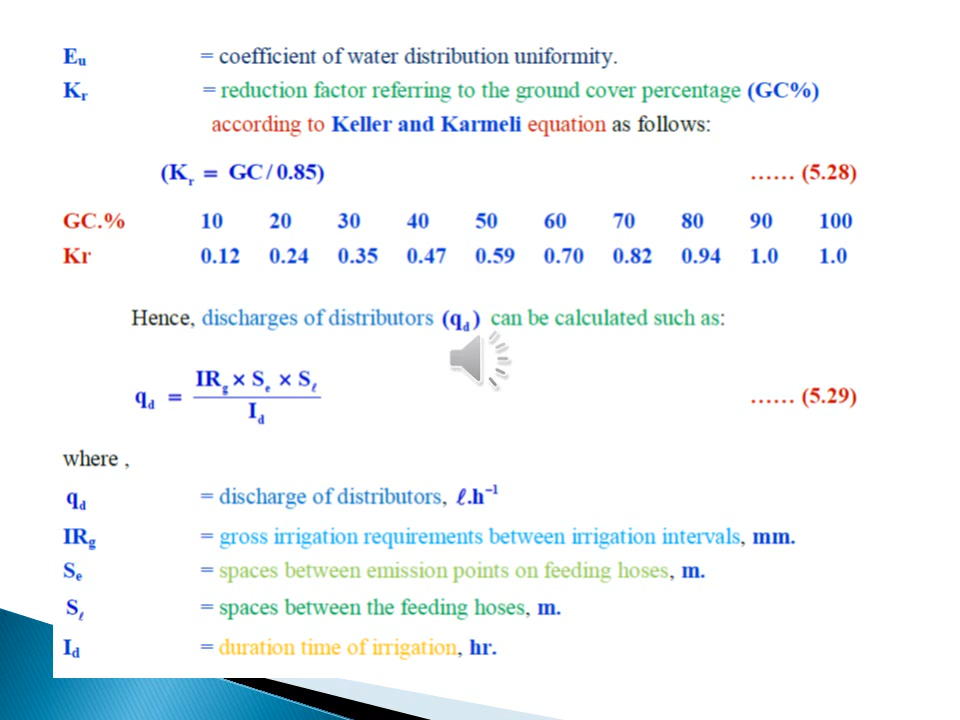 Eu = coefficient of water distribution uniformity.
Kr = reduction factor referring to the ground cover percentage (GC%)
according to Keller and Karmeli equation as follows:
(Kr = GC/0.85) …… (5.28)
GC.% 10 20 30 40 50 60 70 80 90 100
Kr 0.12 0.24 0.35 0.47 0.59 0.70 0.82 0.94 1.0 1.0
Hence, discharges of distributors (qd) can be calculated such as:
qd = IRg × Se × Sℓ / Id …… (5.29)
where ,
qd = discharge of distributors, ℓ.h⁻¹
IRg = gross irrigation requirements between irrigation intervals, mm.
Se = spaces between emission points on feeding hoses, m.
Sℓ = spaces between the feeding hoses, m.
Id = duration time of irrigation, hr.